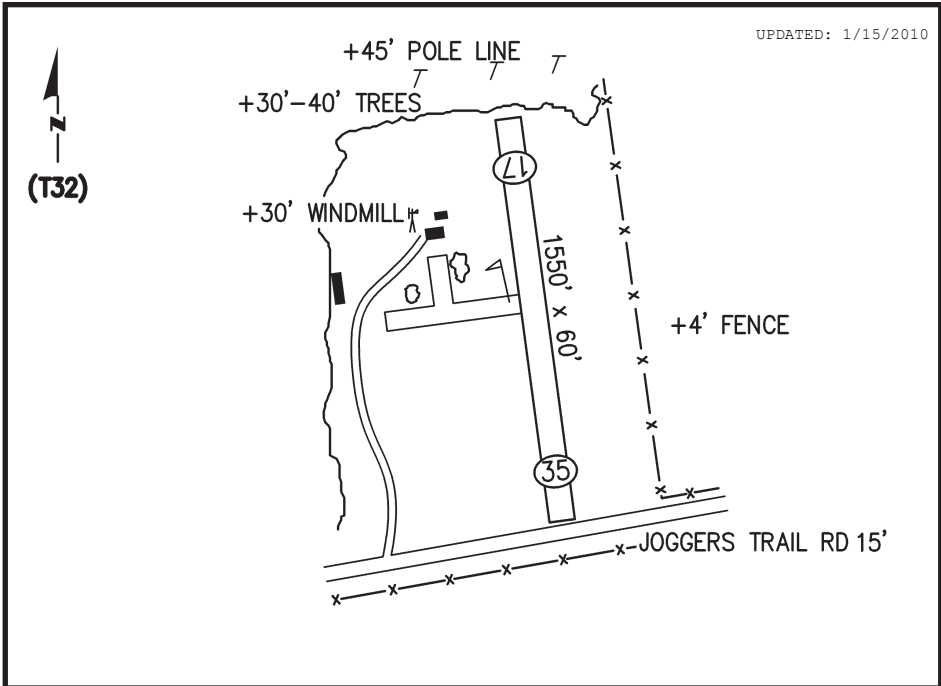 UPDATED: 1/15/2010
+45' POLE LINE
+30'-40' TREES
N
(T32)
17
+30' WINDMILL
1550' x 60'
+4' FENCE
35
JOGGERS TRAIL RD 15'